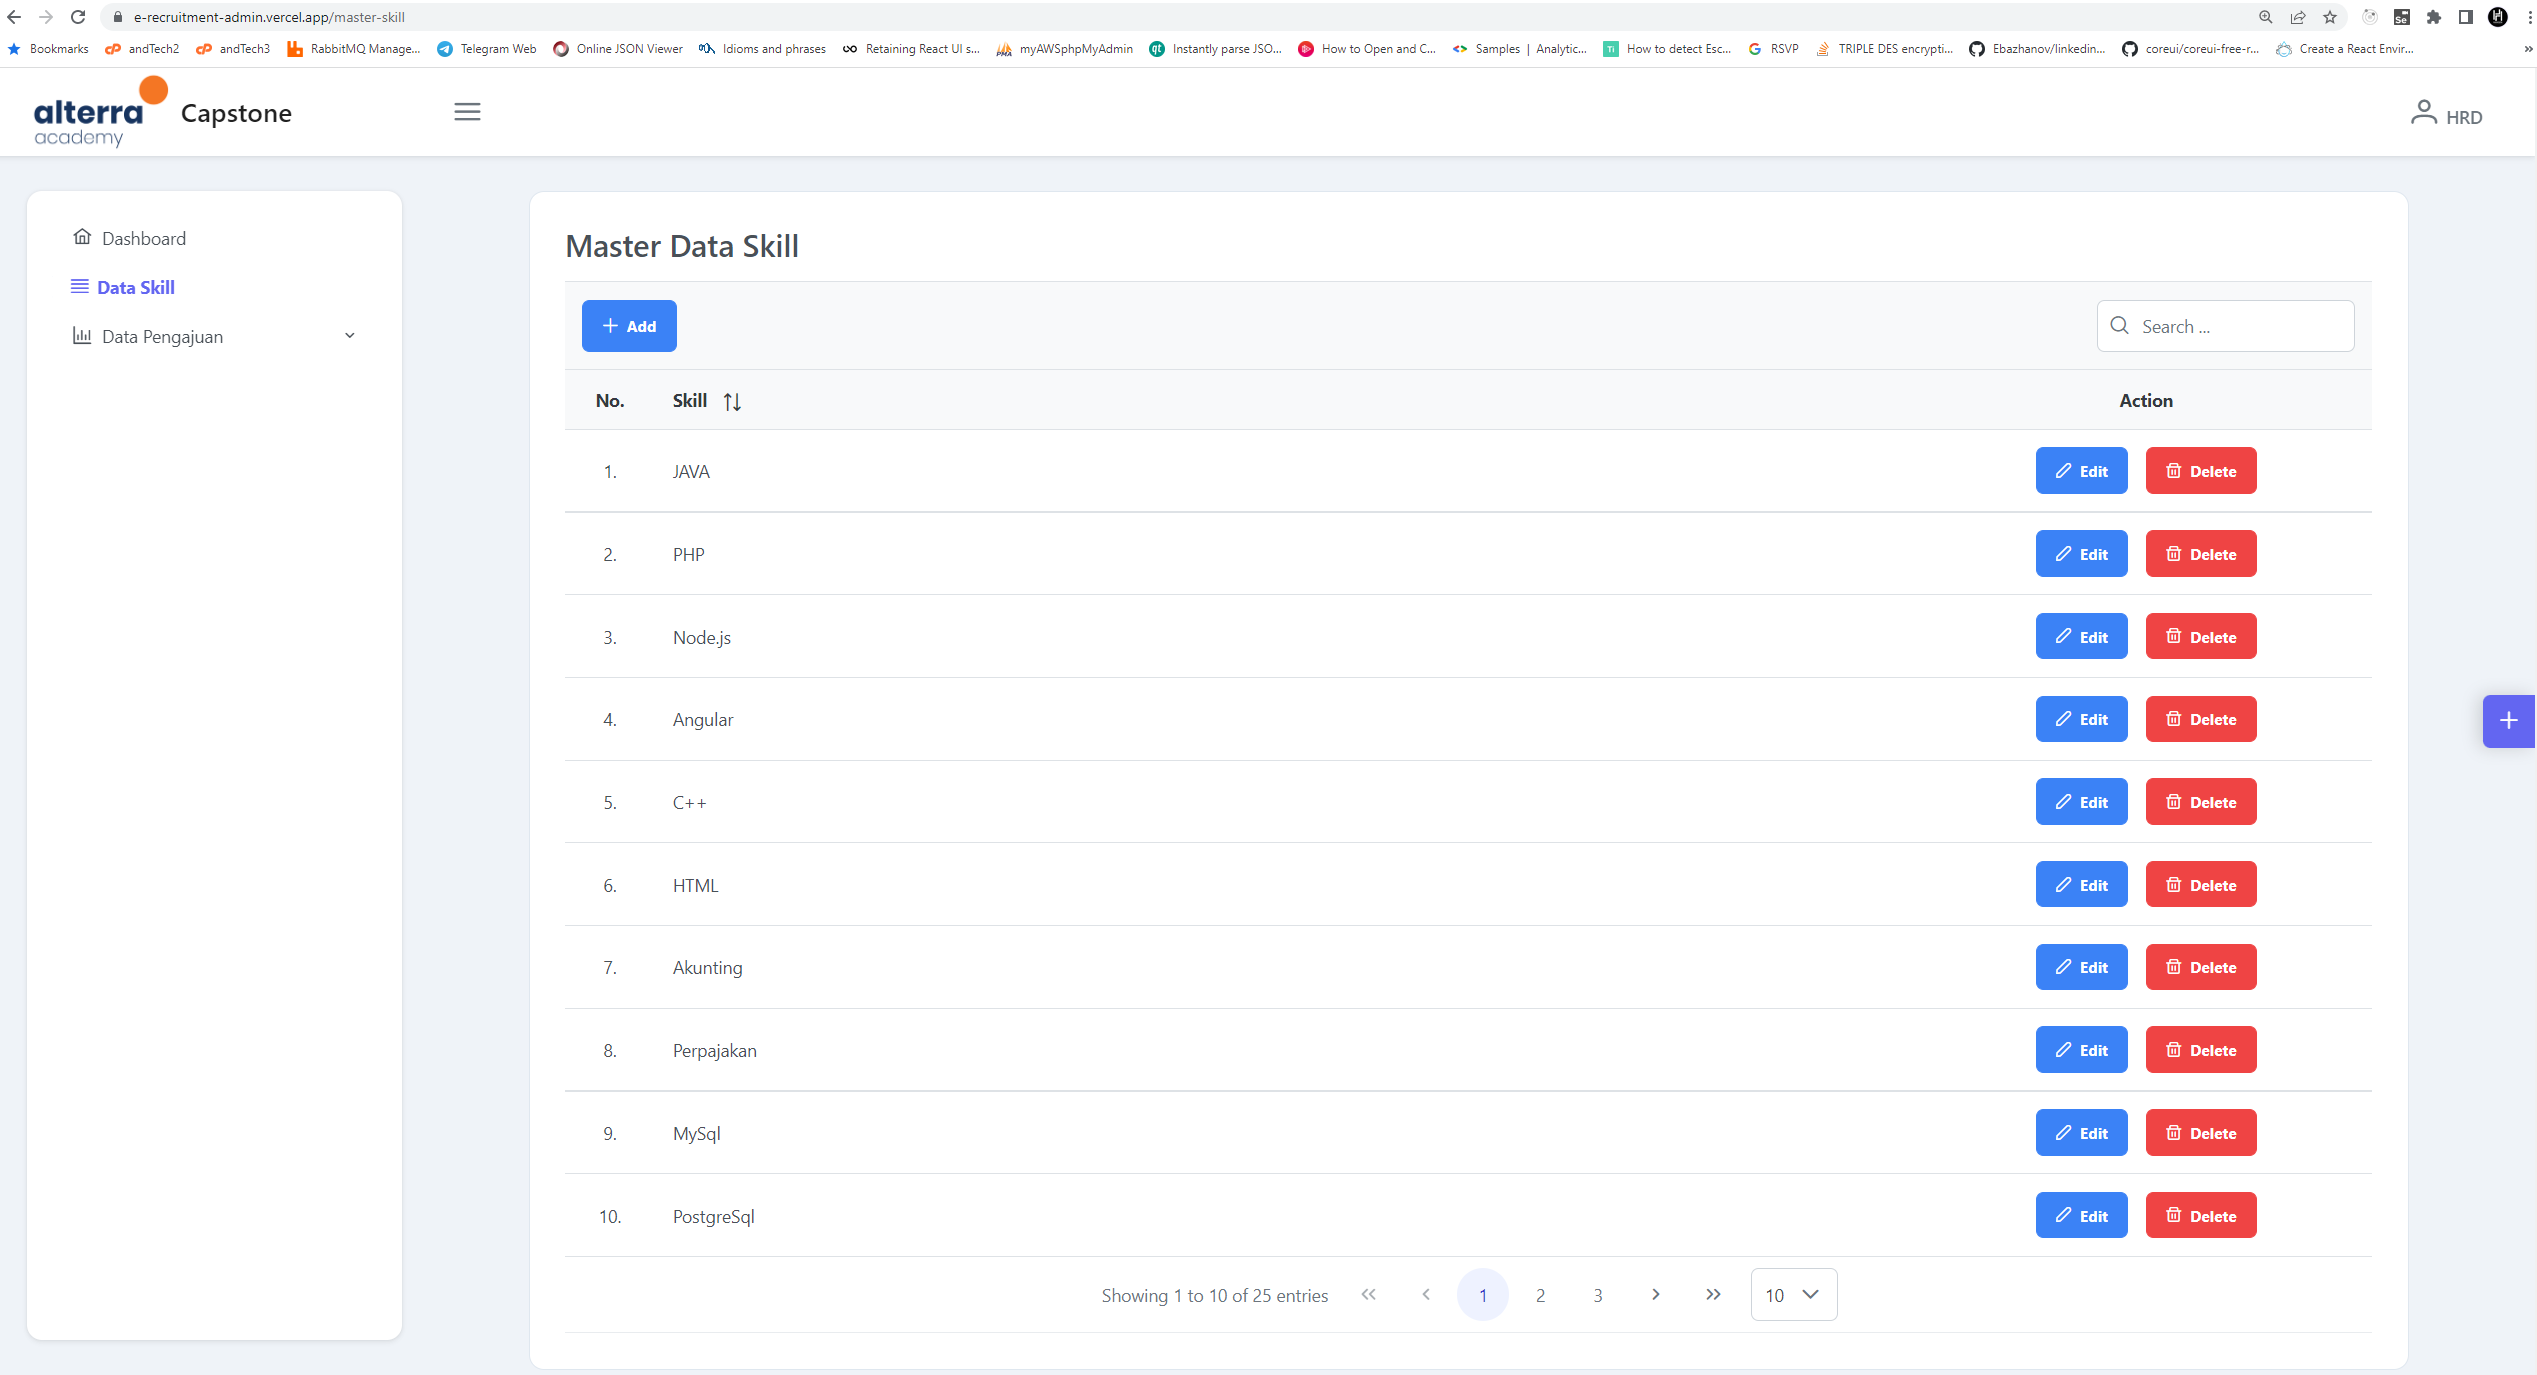 e-recruitment-admin.vercel.app/master-skill
Bookmarks andTech2 andTech3 RabbitMQ Manage... Telegram Web Online JSON Viewer Idioms and phrases Retaining React UI s... myAWSphpMyAdmin Instantly parse JSO... How to Open and C... Samples | Analytic... How to detect Esc... RSVP TRIPLE DES encrypti... Ebazhanov/linkedin... coreui/coreui-free-r... Create a React Envir... »
alterra academy Capstone
HRD
Dashboard
Data Skill
Data Pengajuan
Master Data Skill
+ Add
Search ...
No. Skill Action
1. JAVA Edit Delete
2. PHP Edit Delete
3. Node.js Edit Delete
4. Angular Edit Delete
5. C++ Edit Delete
6. HTML Edit Delete
7. Akunting Edit Delete
8. Perpajakan Edit Delete
9. MySql Edit Delete
10. PostgreSql Edit Delete
Showing 1 to 10 of 25 entries « ‹ 1 2 3 › » 10